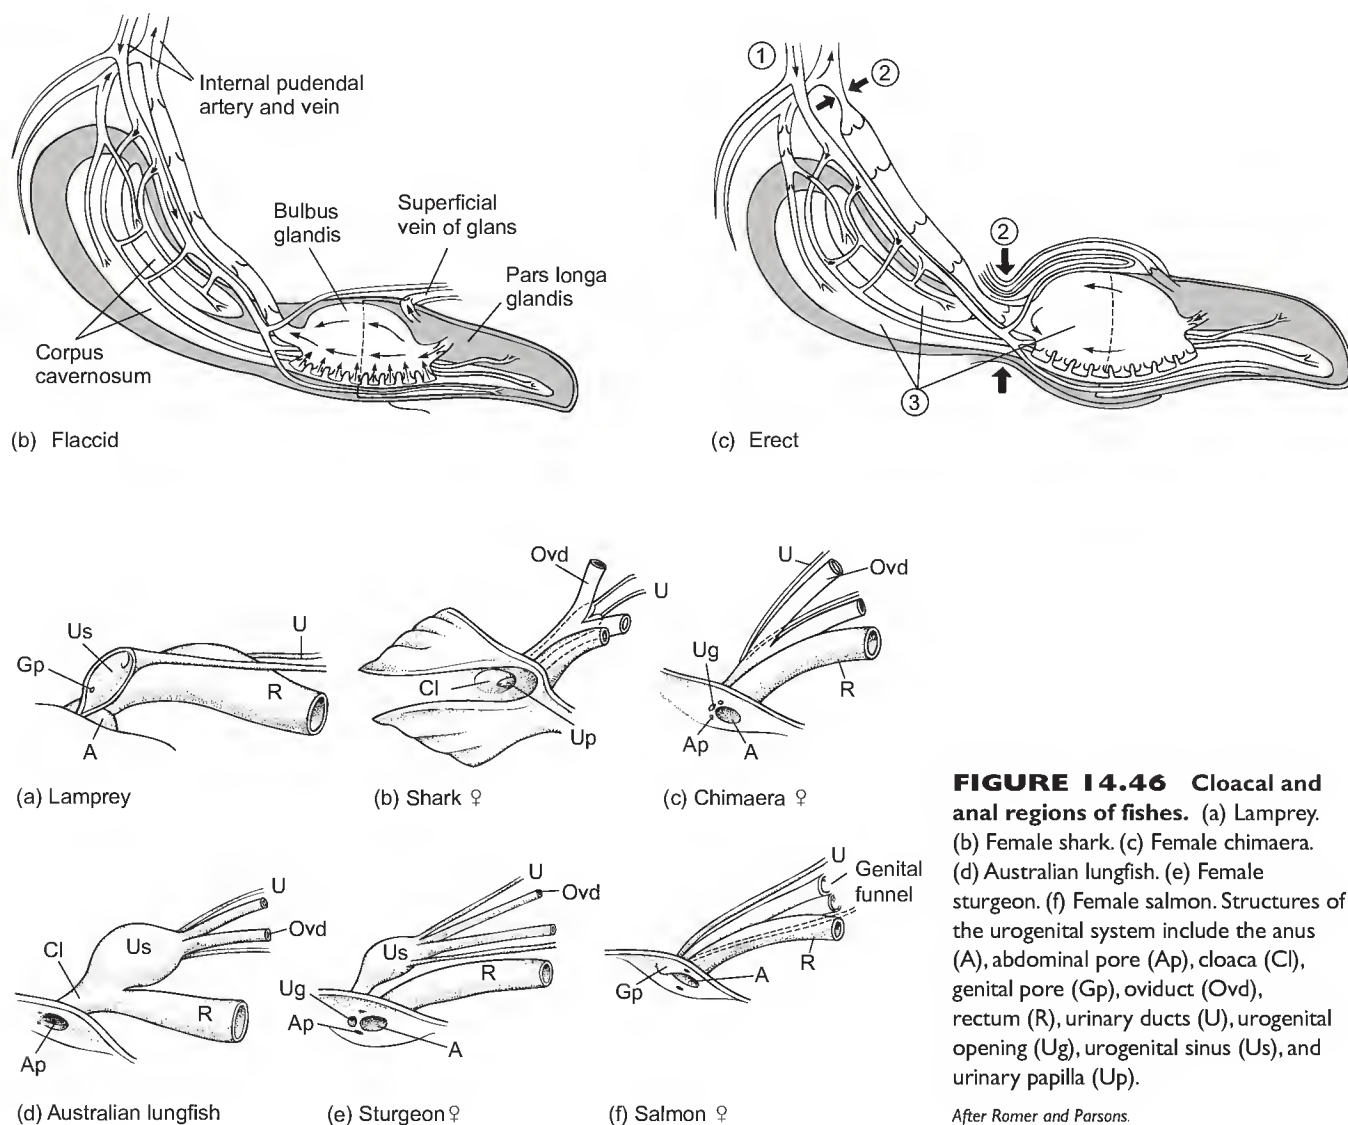 Internal pudendal
artery and vein
Bulbus
glandis
Superficial
vein of glans
Pars longa
glandis
Corpus
cavernosum
(b) Flaccid
1
2
2
3
(c) Erect
Us
Gp
U
R
A
(a) Lamprey
Ovd
U
Cl
Up
(b) Shark ♀
U
Ovd
Ug
R
Ap
A
(c) Chimaera ♀
U
Ovd
Us
Cl
R
Ap
(d) Australian lungfish
U
Ovd
Us
R
Ug
Ap
A
(e) Sturgeon ♀
U
Genital
funnel
A
R
Gp
(f) Salmon ♀
FIGURE 14.46 Cloacal and
anal regions of fishes. (a) Lamprey.
(b) Female shark. (c) Female chimaera.
(d) Australian lungfish. (e) Female
sturgeon. (f) Female salmon. Structures of
the urogenital system include the anus
(A), abdominal pore (Ap), cloaca (Cl),
genital pore (Gp), oviduct (Ovd),
rectum (R), urinary ducts (U), urogenital
opening (Ug), urogenital sinus (Us), and
urinary papilla (Up).
After Romer and Parsons.